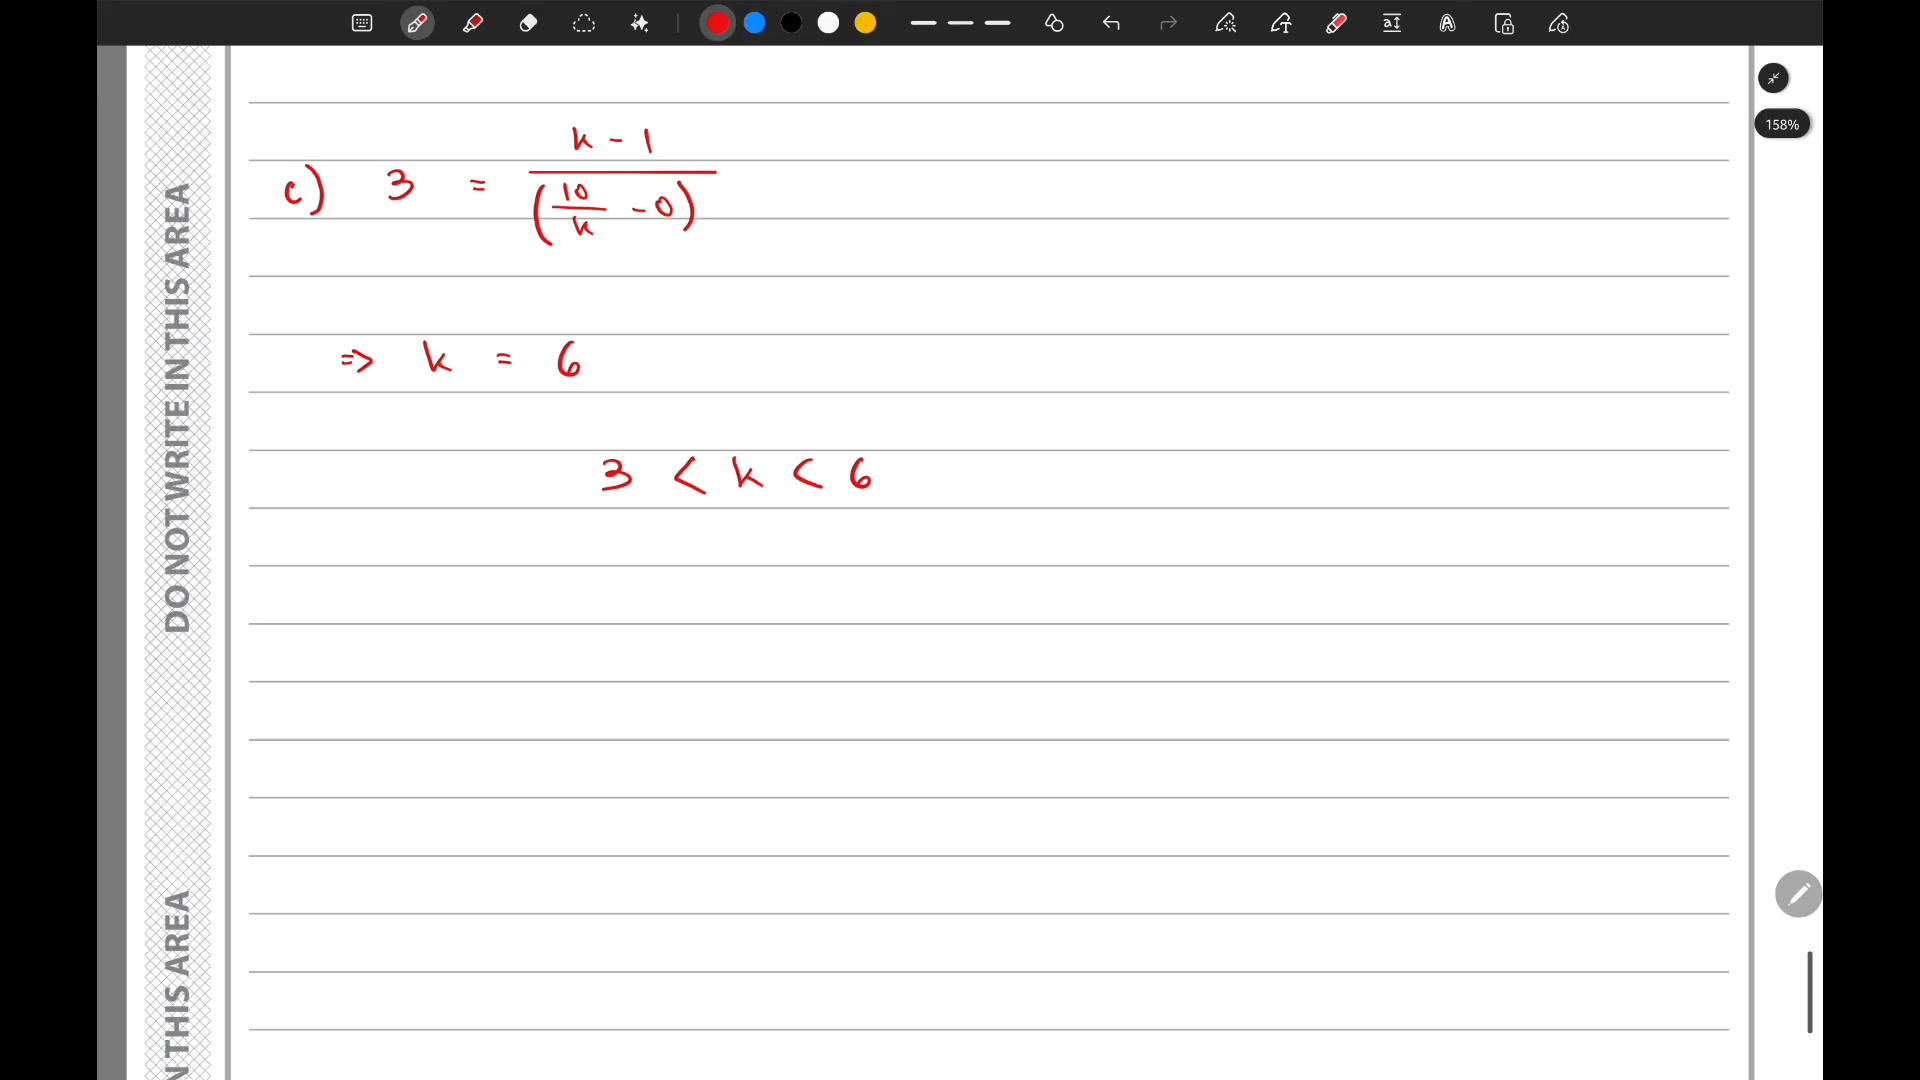 158%
k - 1
c) 3 = ———
(10/k - 0)
=> k = 6
3 < k < 6
DO NOT WRITE IN THIS AREA
N THIS AREA